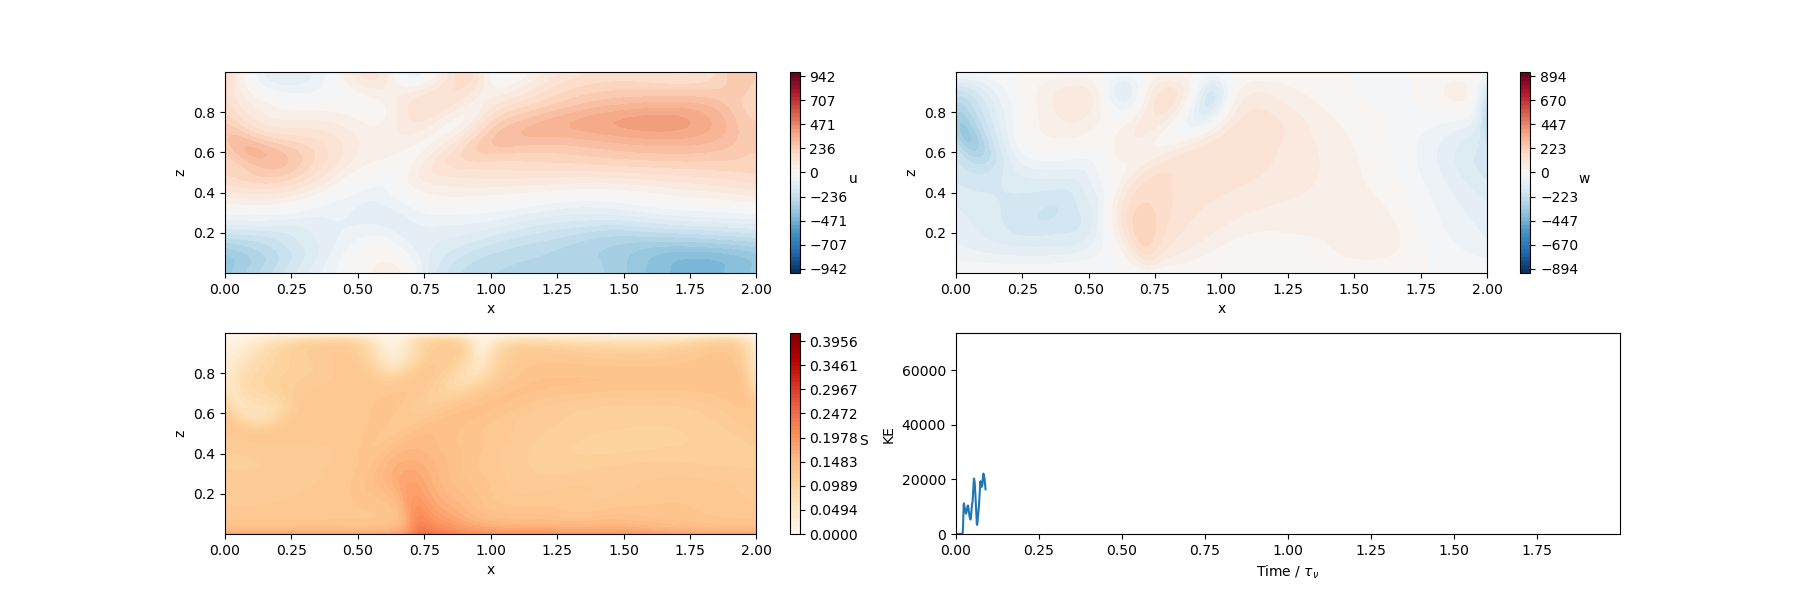 0.8
0.6
0.4
0.2
z
0.00 0.25 0.50 0.75 1.00 1.25 1.50 1.75 2.00
x
942
707
471
236
0
−236
−471
−707
−942
u
0.8
0.6
0.4
0.2
z
0.00 0.25 0.50 0.75 1.00 1.25 1.50 1.75 2.00
x
894
670
447
223
0
−223
−447
−670
−894
w
0.8
0.6
0.4
0.2
z
0.00 0.25 0.50 0.75 1.00 1.25 1.50 1.75 2.00
x
0.3956
0.3461
0.2967
0.2472
0.1978
0.1483
0.0989
0.0494
0.0000
S
60000
40000
20000
0
KE
0.00 0.25 0.50 0.75 1.00 1.25 1.50 1.75
Time / τν